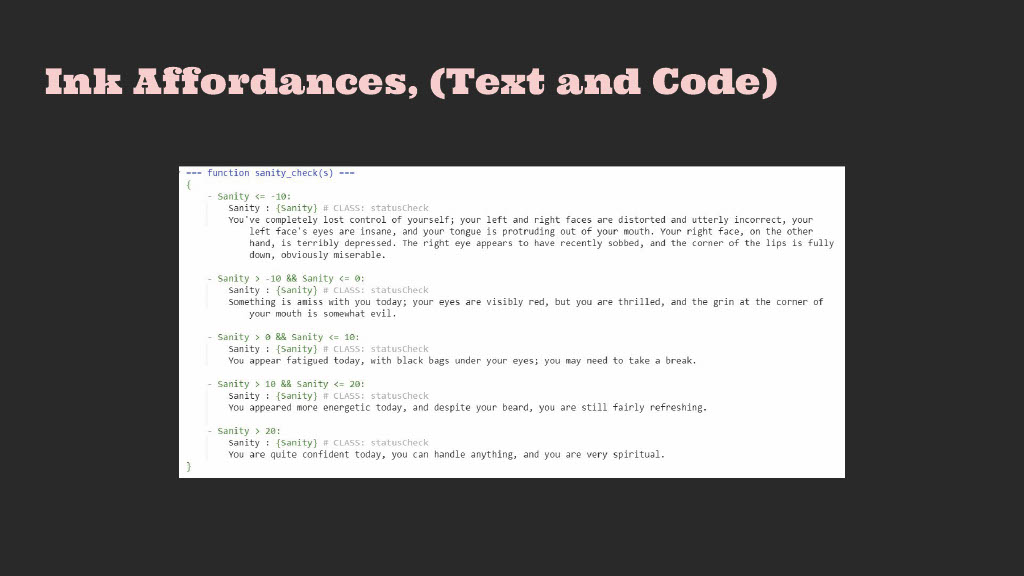 Ink Affordances, (Text and Code)
=== function sanity_check(s) ===
{
- Sanity <= -10:
Sanity : {Sanity} # CLASS: statusCheck
You've completely lost control of yourself; your left and right faces are distorted and utterly incorrect, your
left face's eyes are insane, and your tongue is protruding out of your mouth. Your right face, on the other
hand, is terribly depressed. The right eye appears to have recently sobbed, and the corner of the lips is fully
down, obviously miserable.
- Sanity > -10 && Sanity <= 0:
Sanity : {Sanity} # CLASS: statusCheck
Something is amiss with you today; your eyes are visibly red, but you are thrilled, and the grin at the corner of
your mouth is somewhat evil.
- Sanity > 0 && Sanity <= 10:
Sanity : {Sanity} # CLASS: statusCheck
You appear fatigued today, with black bags under your eyes; you may need to take a break.
- Sanity > 10 && Sanity <= 20:
Sanity : {Sanity} # CLASS: statusCheck
You appeared more energetic today, and despite your beard, you are still fairly refreshing.
- Sanity > 20:
Sanity : {Sanity} # CLASS: statusCheck
You are quite confident today, you can handle anything, and you are very spiritual.
}